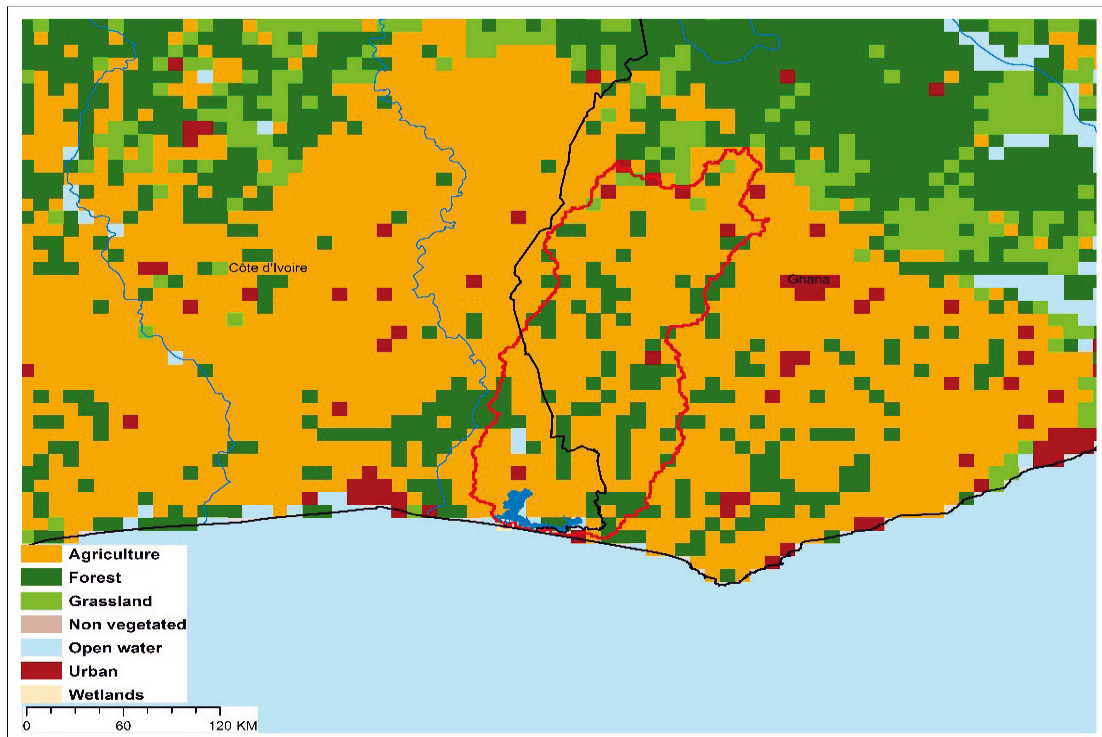 Côte d'Ivoire
Ghana
Agriculture
Forest
Grassland
Non vegetated
Open water
Urban
Wetlands
0 60 120 KM